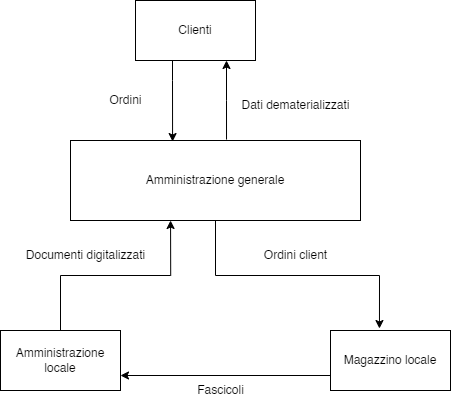 Clienti
Ordini
Dati dematerializzati
Amministrazione generale
Documenti digitalizzati
Ordini client
Amministrazione
locale
Magazzino locale
Fascicoli